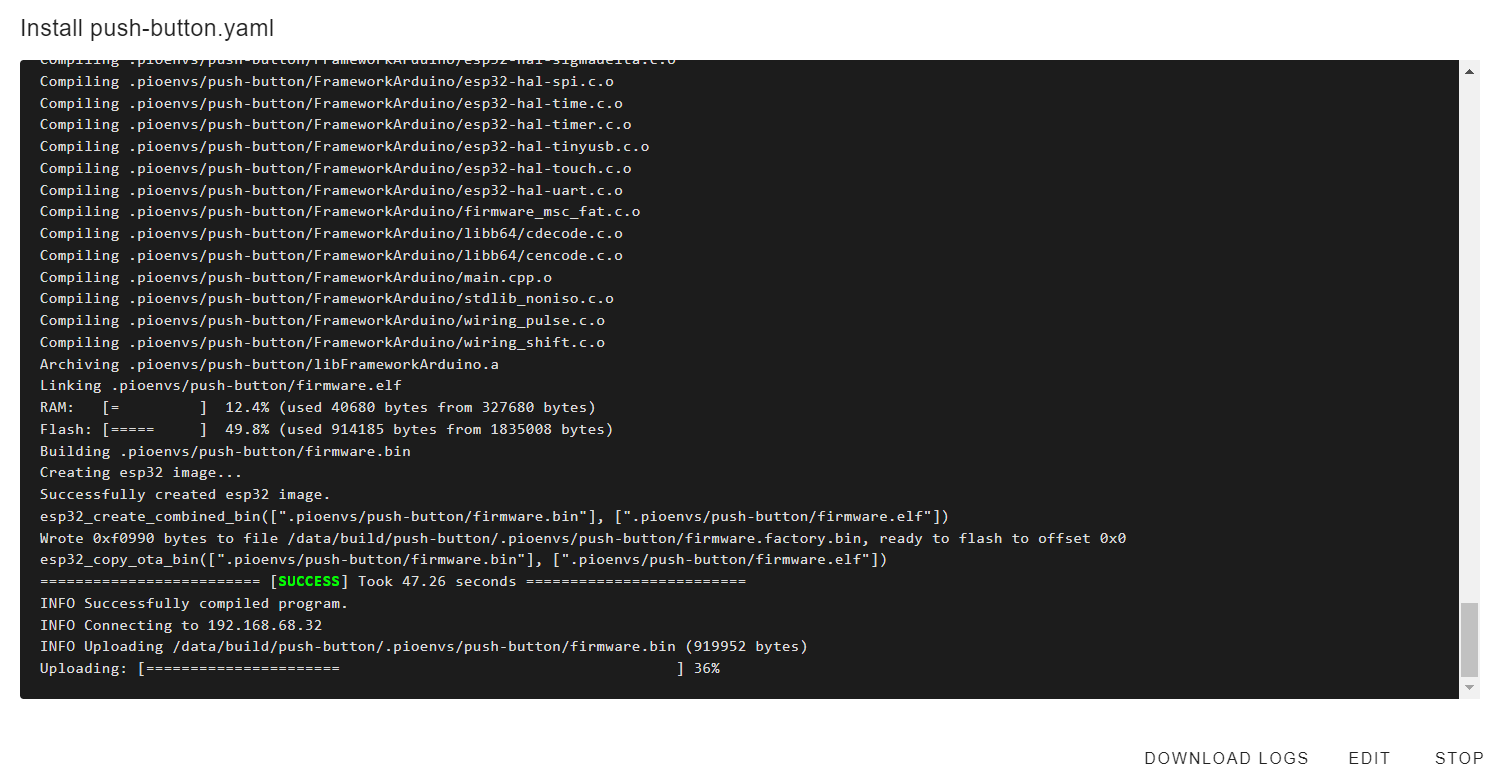 Install push-button.yaml
Compiling .pioenvs/push-button/FrameworkArduino/esp32-hal-sigmadelta.c.o
Compiling .pioenvs/push-button/FrameworkArduino/esp32-hal-spi.c.o
Compiling .pioenvs/push-button/FrameworkArduino/esp32-hal-time.c.o
Compiling .pioenvs/push-button/FrameworkArduino/esp32-hal-timer.c.o
Compiling .pioenvs/push-button/FrameworkArduino/esp32-hal-tinyusb.c.o
Compiling .pioenvs/push-button/FrameworkArduino/esp32-hal-touch.c.o
Compiling .pioenvs/push-button/FrameworkArduino/esp32-hal-uart.c.o
Compiling .pioenvs/push-button/FrameworkArduino/firmware_msc_fat.c.o
Compiling .pioenvs/push-button/FrameworkArduino/libb64/cdecode.c.o
Compiling .pioenvs/push-button/FrameworkArduino/libb64/cencode.c.o
Compiling .pioenvs/push-button/FrameworkArduino/main.cpp.o
Compiling .pioenvs/push-button/FrameworkArduino/stdlib_noniso.c.o
Compiling .pioenvs/push-button/FrameworkArduino/wiring_pulse.c.o
Compiling .pioenvs/push-button/FrameworkArduino/wiring_shift.c.o
Archiving .pioenvs/push-button/libFrameworkArduino.a
Linking .pioenvs/push-button/firmware.elf
RAM:   [=         ]  12.4% (used 40680 bytes from 327680 bytes)
Flash: [=====     ]  49.8% (used 914185 bytes from 1835008 bytes)
Building .pioenvs/push-button/firmware.bin
Creating esp32 image...
Successfully created esp32 image.
esp32_create_combined_bin([".pioenvs/push-button/firmware.bin"], [".pioenvs/push-button/firmware.elf"])
Wrote 0xf0990 bytes to file /data/build/push-button/.pioenvs/push-button/firmware.factory.bin, ready to flash to offset 0x0
esp32_copy_ota_bin([".pioenvs/push-button/firmware.bin"], [".pioenvs/push-button/firmware.elf"])
========================= [SUCCESS] Took 47.26 seconds =========================
INFO Successfully compiled program.
INFO Connecting to 192.168.68.32
INFO Uploading /data/build/push-button/.pioenvs/push-button/firmware.bin (919952 bytes)
Uploading: [======================                                      ] 36%
DOWNLOAD LOGS EDIT STOP